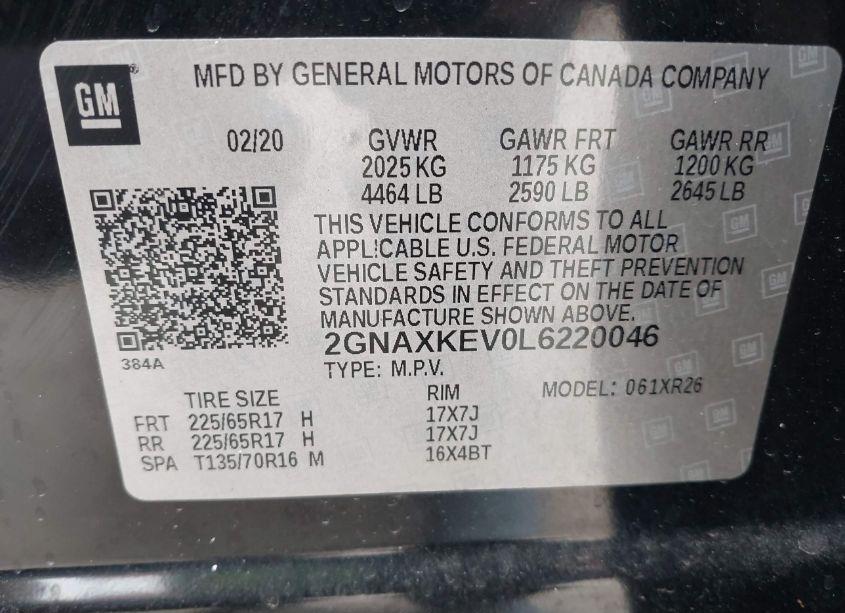 GM
MFD BY GENERAL MOTORS OF CANADA COMPANY
02/20 GVWR GAWR FRT GAWR RR
2025 KG 1175 KG 1200 KG
4464 LB 2590 LB 2645 LB
THIS VEHICLE CONFORMS TO ALL
APPLICABLE U.S. FEDERAL MOTOR
VEHICLE SAFETY AND THEFT PREVENTION
STANDARDS IN EFFECT ON THE DATE OF
MANUFACTURE SHOWN ABOVE.
2GNAXKEV0L6220046
384A
TYPE: M.P.V.
MODEL: 061XR26
TIRE SIZE RIM
FRT 225/65R17 H 17X7J
RR 225/65R17 H 17X7J
SPA T135/70R16 M 16X4BT